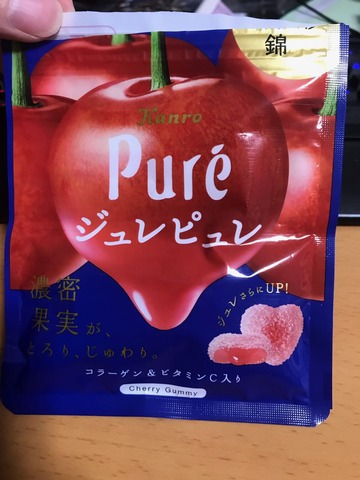 錦
Kanro
Puré
ジュレピュレ
ジュレさらにUP!
濃密
果実が、
とろり、じゅわり。
コラーゲン&ビタミンC入り
Cherry Gummy